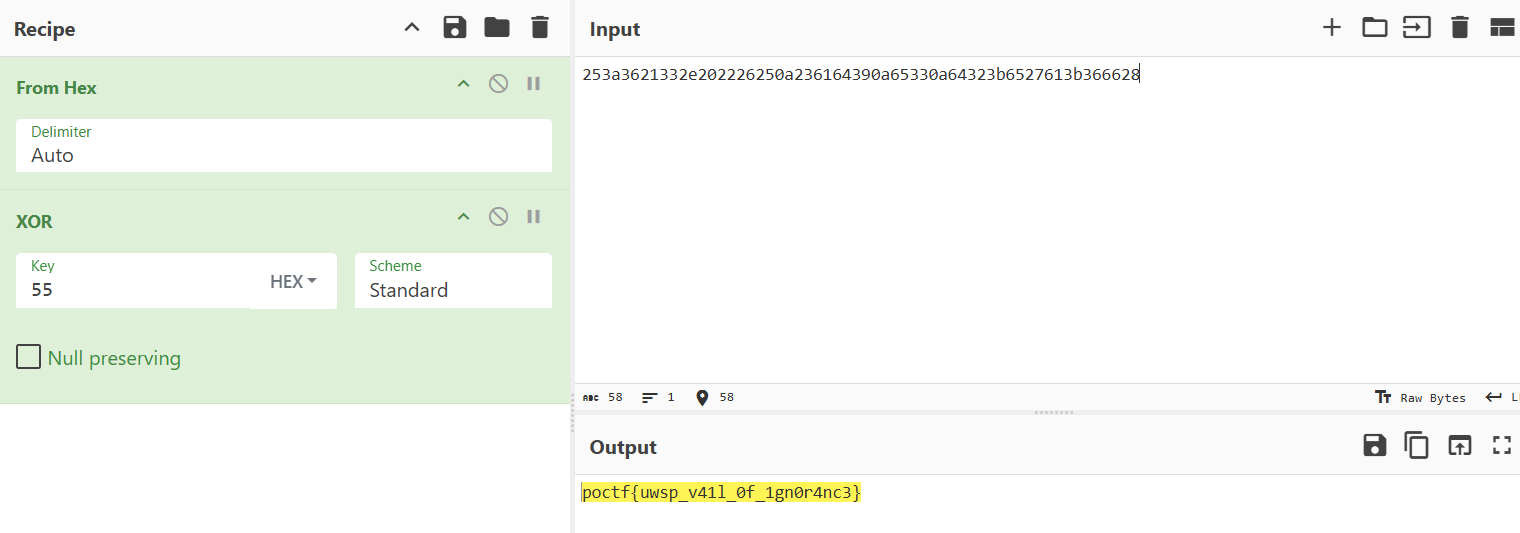 Recipe
From Hex
Delimiter
Auto
XOR
Key
55
HEX
Scheme
Standard
Null preserving
Input
253a3621332e202226250a236164390a65330a64323b6527613b366628
ABC 58
1
58
Tt Raw Bytes
L
Output
poctf{uwsp_v41l_0f_1gn0r4nc3}